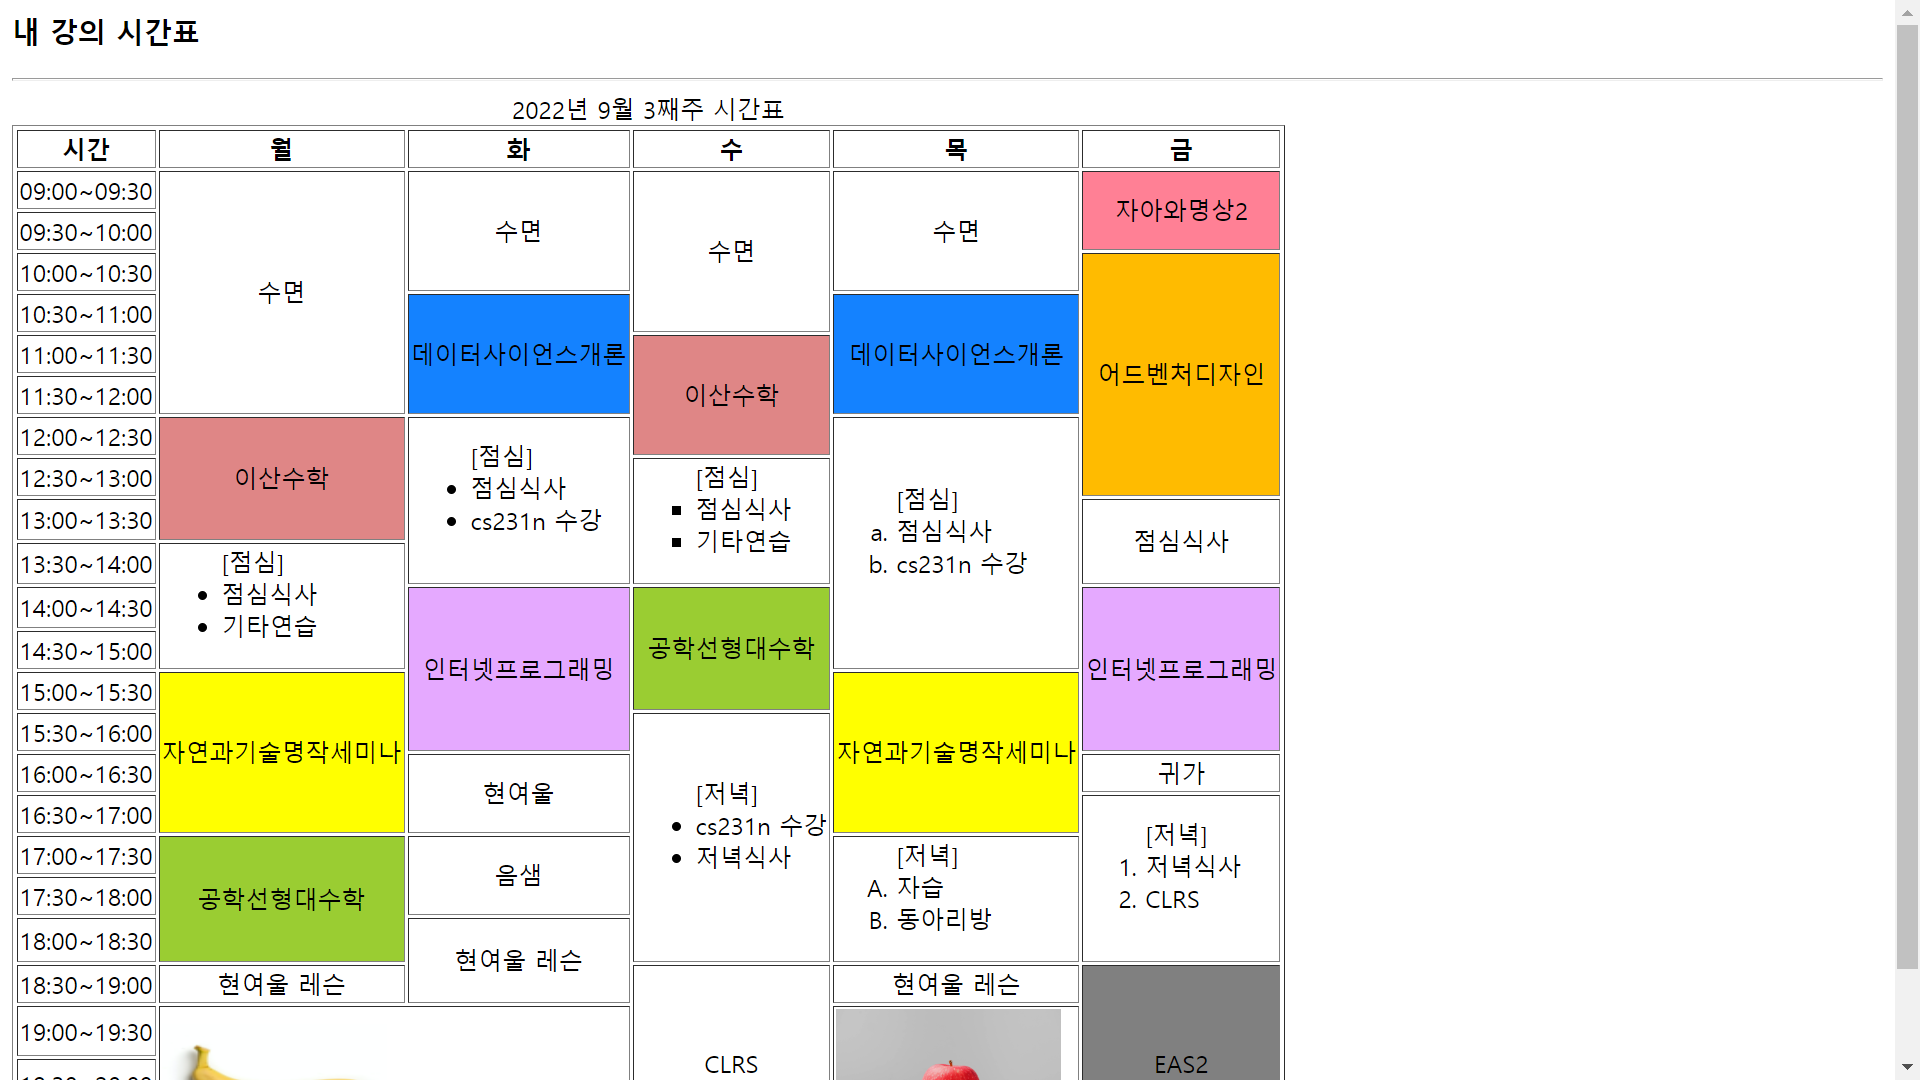 내 강의 시간표
2022년 9월 3째주 시간표
시간 월 화 수 목 금
09:00~09:30
수면
수면
수면
수면
자아와명상2
09:30~10:00
10:00~10:30
어드벤처디자인
10:30~11:00
데이터사이언스개론
데이터사이언스개론
11:00~11:30
이산수학
11:30~12:00
12:00~12:30
이산수학
[점심]
• 점심식사
• cs231n 수강
[점심]
a. 점심식사
b. cs231n 수강
12:30~13:00
[점심]
▪ 점심식사
▪ 기타연습
13:00~13:30
점심식사
13:30~14:00
[점심]
• 점심식사
• 기타연습
14:00~14:30
인터넷프로그래밍
공학선형대수학
인터넷프로그래밍
14:30~15:00
15:00~15:30
자연과기술명작세미나
자연과기술명작세미나
15:30~16:00
[저녁]
• cs231n 수강
• 저녁식사
16:00~16:30
현여울
귀가
16:30~17:00
[저녁]
1. 저녁식사
2. CLRS
17:00~17:30
공학선형대수학
음샘
[저녁]
A. 자습
B. 동아리방
17:30~18:00
18:00~18:30
현여울 레슨
18:30~19:00
현여울 레슨
CLRS
현여울 레슨
EAS2
19:00~19:30